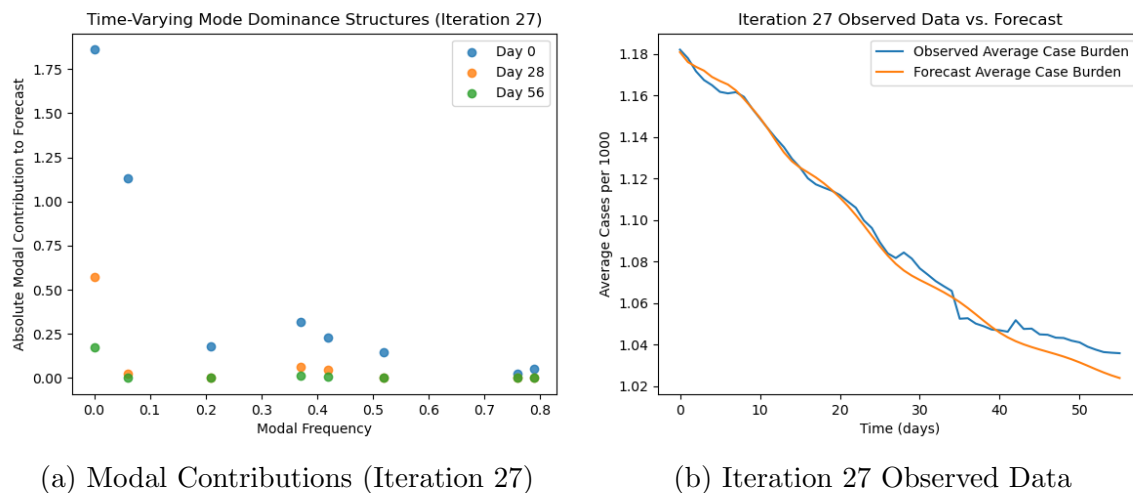 Time-Varying Mode Dominance Structures (Iteration 27)
Absolute Modal Contribution to Forecast
1.75
1.50
1.25
1.00
0.75
0.50
0.25
0.00
Day 0
Day 28
Day 56
0.0 0.1 0.2 0.3 0.4 0.5 0.6 0.7 0.8
Modal Frequency
(a) Modal Contributions (Iteration 27)
Iteration 27 Observed Data vs. Forecast
Average Cases per 1000
1.18
1.16
1.14
1.12
1.10
1.08
1.06
1.04
1.02
Observed Average Case Burden
Forecast Average Case Burden
0 10 20 30 40 50
Time (days)
(b) Iteration 27 Observed Data